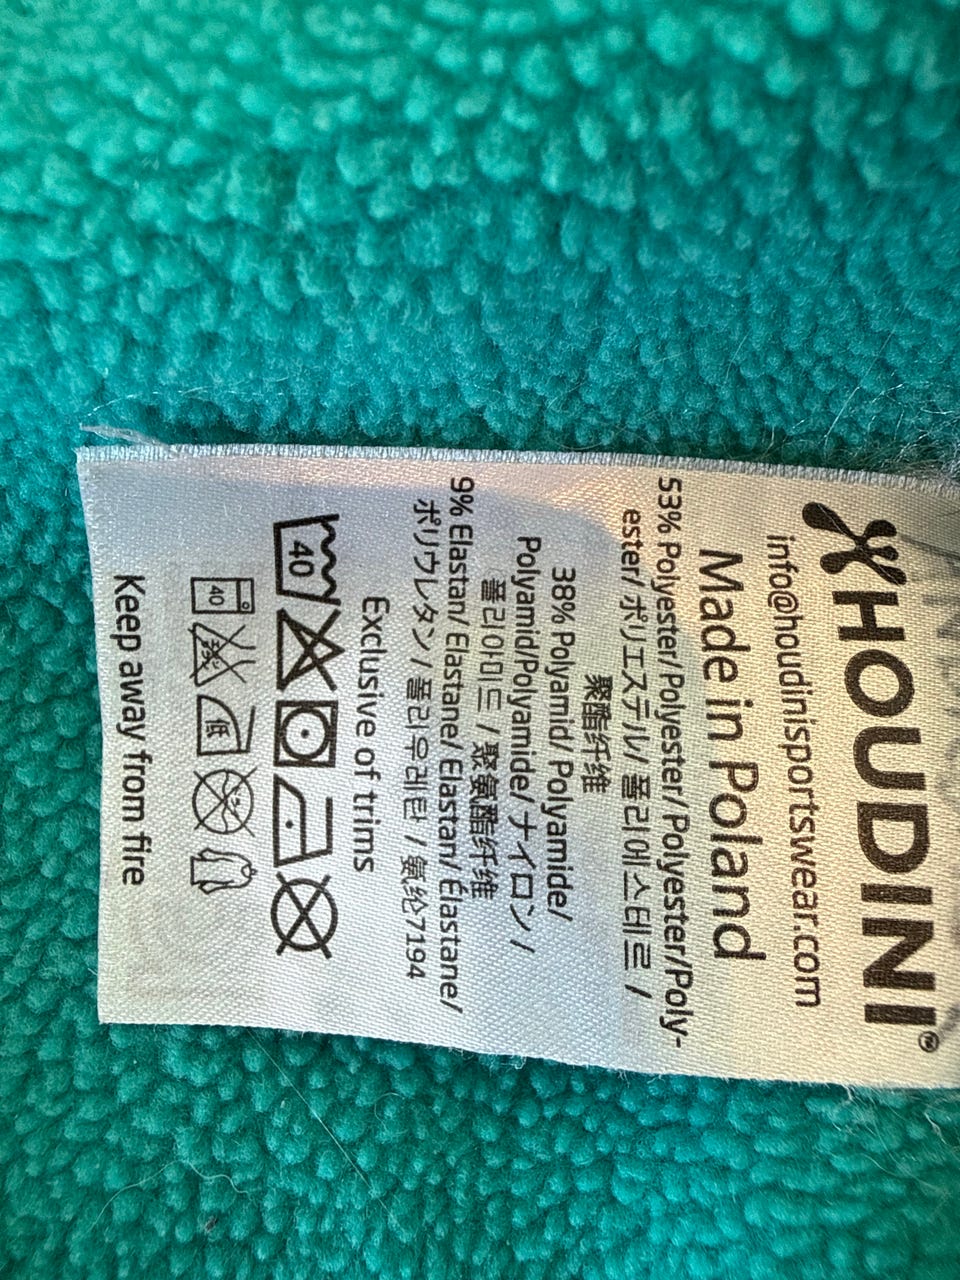 HOUDINI™
info@houdinisportswear.com
Made in Poland
53% Polyester/Polyester/Polyester/Poly-
ester/ ポリエステル/ 폴리에스테르 /
聚酯纤维
38% Polyamid/ Polyamide/
Polyamid/Polyamide/ ナイロン /
폴리아미드 / 聚氨酯纤维
9% Elastan/ Elastane/ Elastan/ Élastane/
ポリウレタン / 폴리우레탄 / 氨纶7194
Exclusive of trims
40
40 低
Keep away from fire